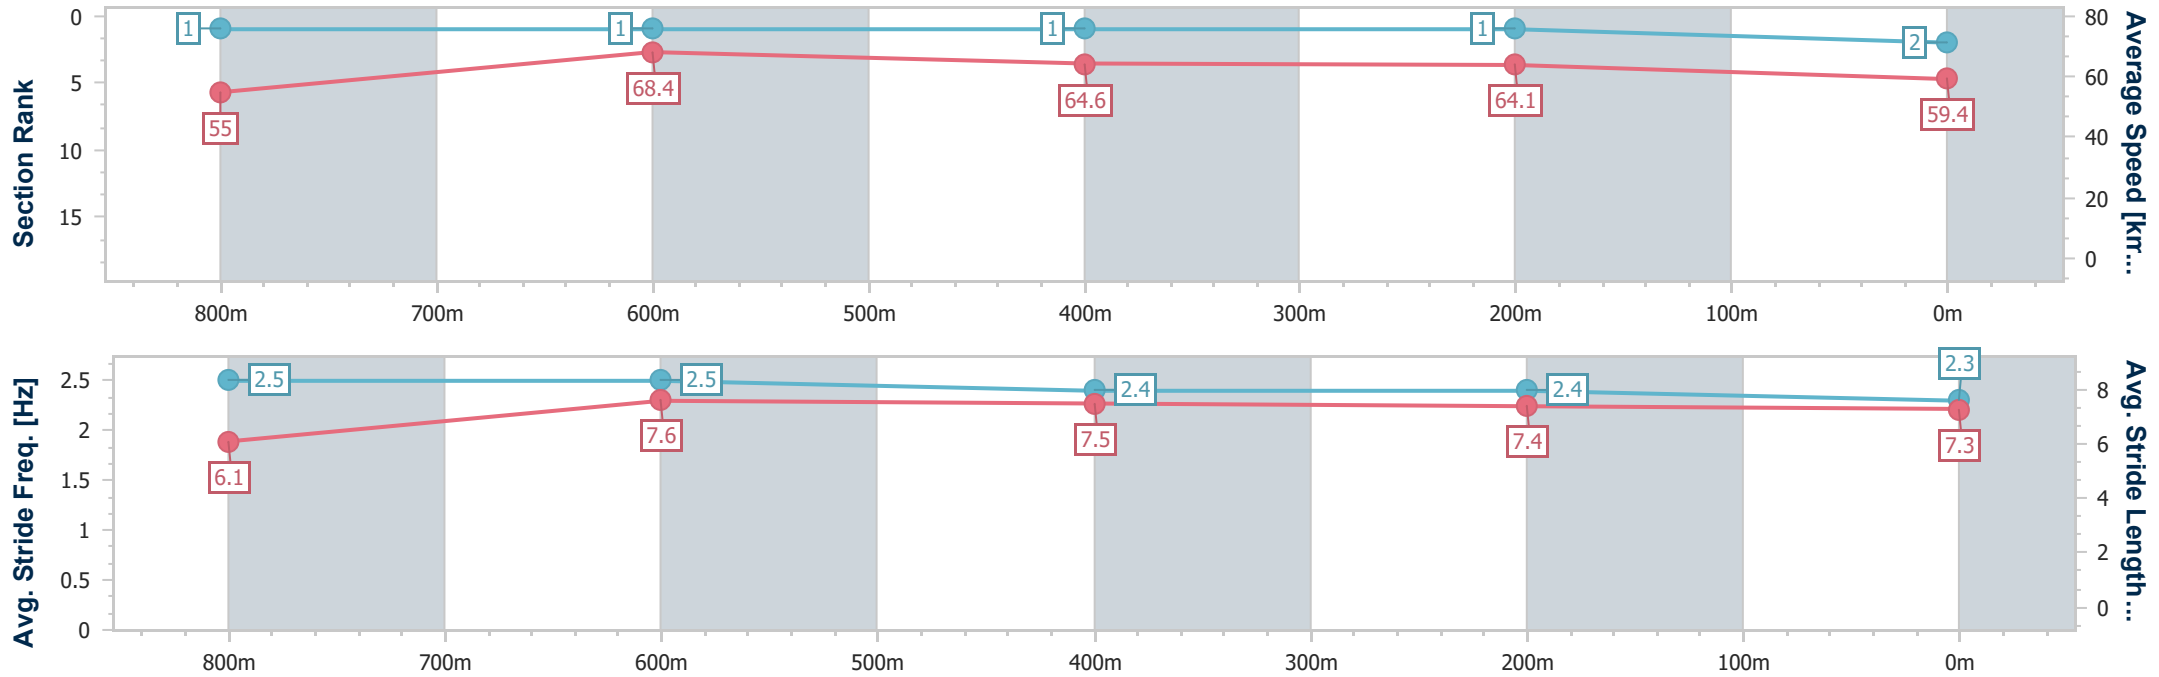 Section Rank
0
5
10
15
1
1
1
1
2
55
68.4
64.6
64.1
59.4
80
60
40
20
0
Average Speed [km...
800m
700m
600m
500m
400m
300m
200m
100m
0m
Avg. Stride Freq. [Hz]
2.5
2
1.5
1
0.5
0
2.5
2.5
2.4
2.4
2.3
6.1
7.6
7.5
7.4
7.3
8
6
4
2
0
Avg. Stride Length...
800m
700m
600m
500m
400m
300m
200m
100m
0m